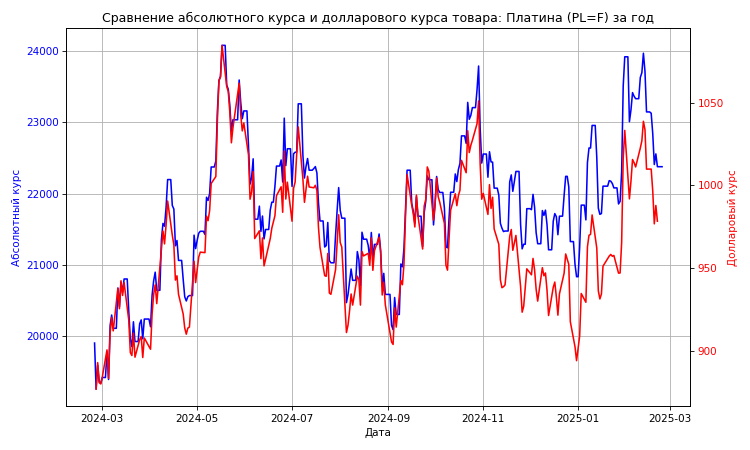 Сравнение абсолютного курса и долларового курса товара: Платина (PL=F) за год
24000
23000
22000
21000
20000
Абсолютный курс
1050
1000
950
900
Долларовый курс
2024-03 2024-05 2024-07 2024-09 2024-11 2025-01 2025-03
Дата